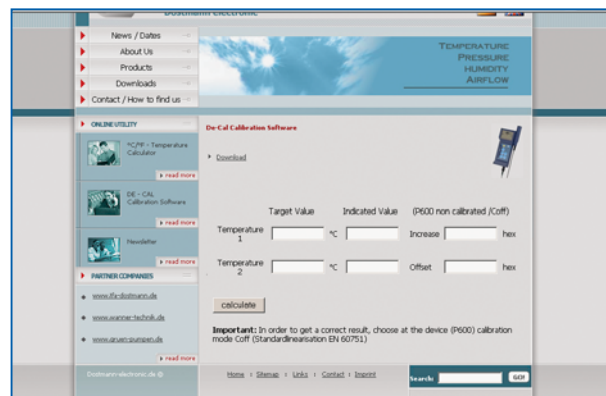 Dostmann electronic
News / Dates
About Us
Products
Downloads
Contact / How to find us
TEMPERATURE
PRESSURE
HUMIDITY
AIRFLOW
ONLINE UTILITY
°C/°F - Temperature
Calculator
read more
DE - CAL
Calibration Software
read more
Newsletter
read more
PARTNER COMPANIES
www.tfa-dostmann.de
www.wanner-technik.de
www.gruen-pumpen.de
read more
Dostmann-electronic.de ©
De-Cal Calibration Software
Download
Target Value Indicated Value (P600 non calibrated /Coff)
Temperature
1 °C Increase hex
Temperature
2 °C Offset hex
calculate
Important: In order to get a correct result, choose at the device (P600) calibration
mode Coff (Standardlinearisation EN 60751)
Home Sitemap Links Contact Imprint
Search: GO!